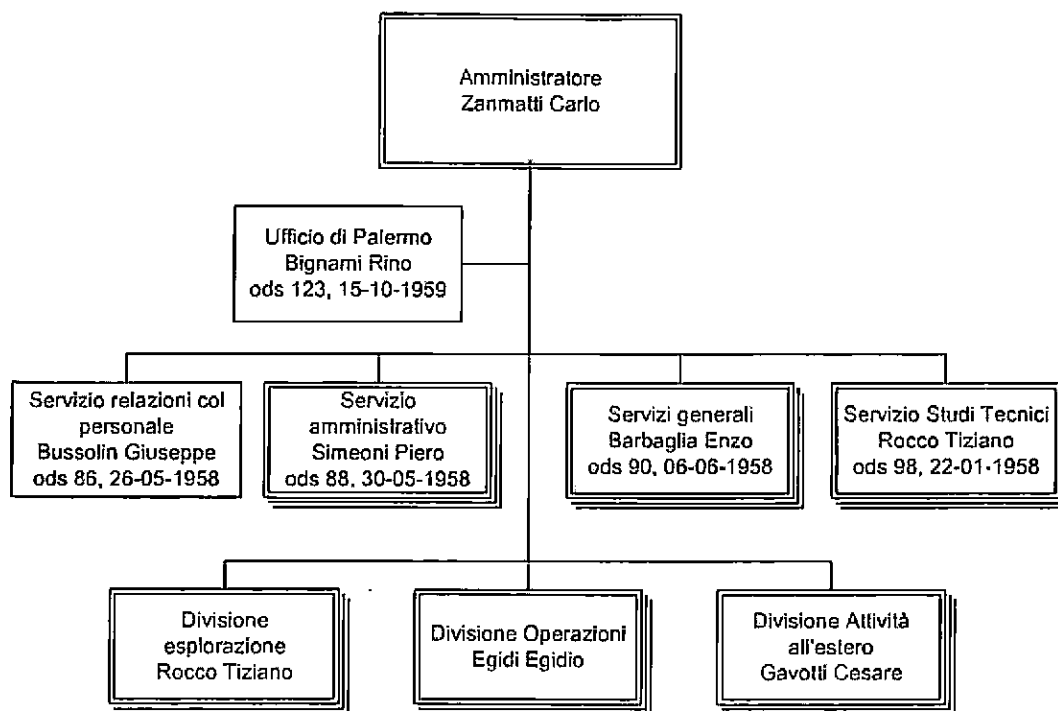 Amministratore
Zanmatti Carlo
Ufficio di Palermo
Bignami Rino
ods 123, 15-10-1959
Servizio relazioni col
personale
Bussolin Giuseppe
ods 86, 26-05-1958
Servizio
amministrativo
Simeoni Piero
ods 88, 30-05-1958
Servizi generali
Barbaglia Enzo
ods 90, 06-06-1958
Servizio Studi Tecnici
Rocco Tiziano
ods 98, 22-01-1958
Divisione
esplorazione
Rocco Tiziano
Divisione Operazioni
Egidi Egidio
Divisione Attività
all'estero
Gavotti Cesare